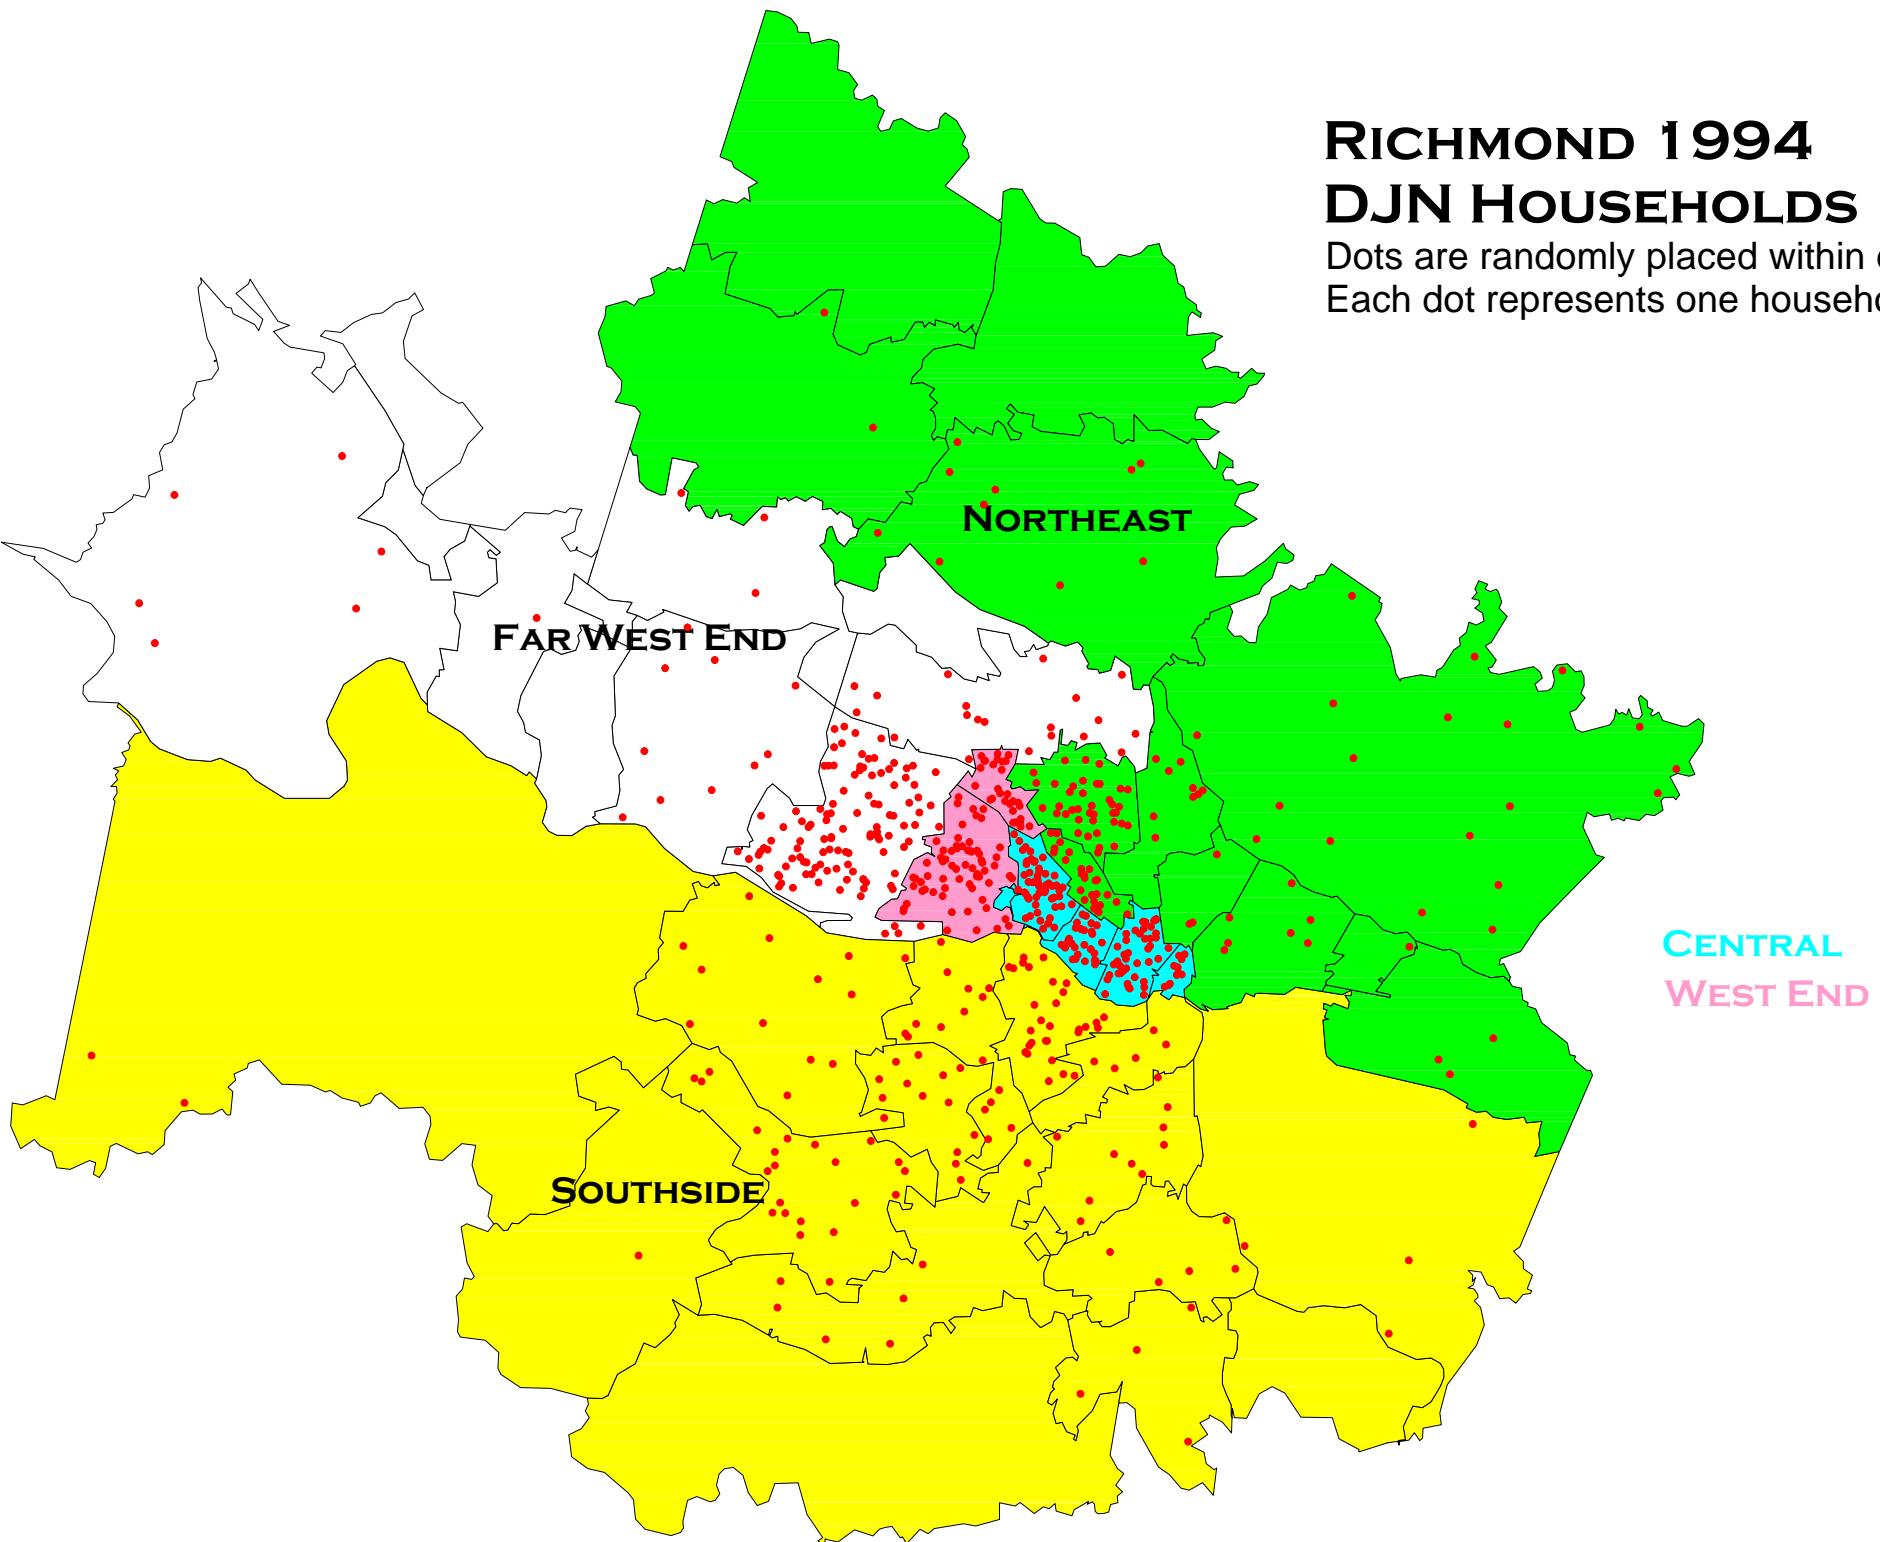 RICHMOND 1994
DJN HOUSEHOLDS
Dots are randomly placed within
Each dot represents one
NORTHEAST
FAR WEST END
CENTRAL
WEST END
SOUTHSIDE